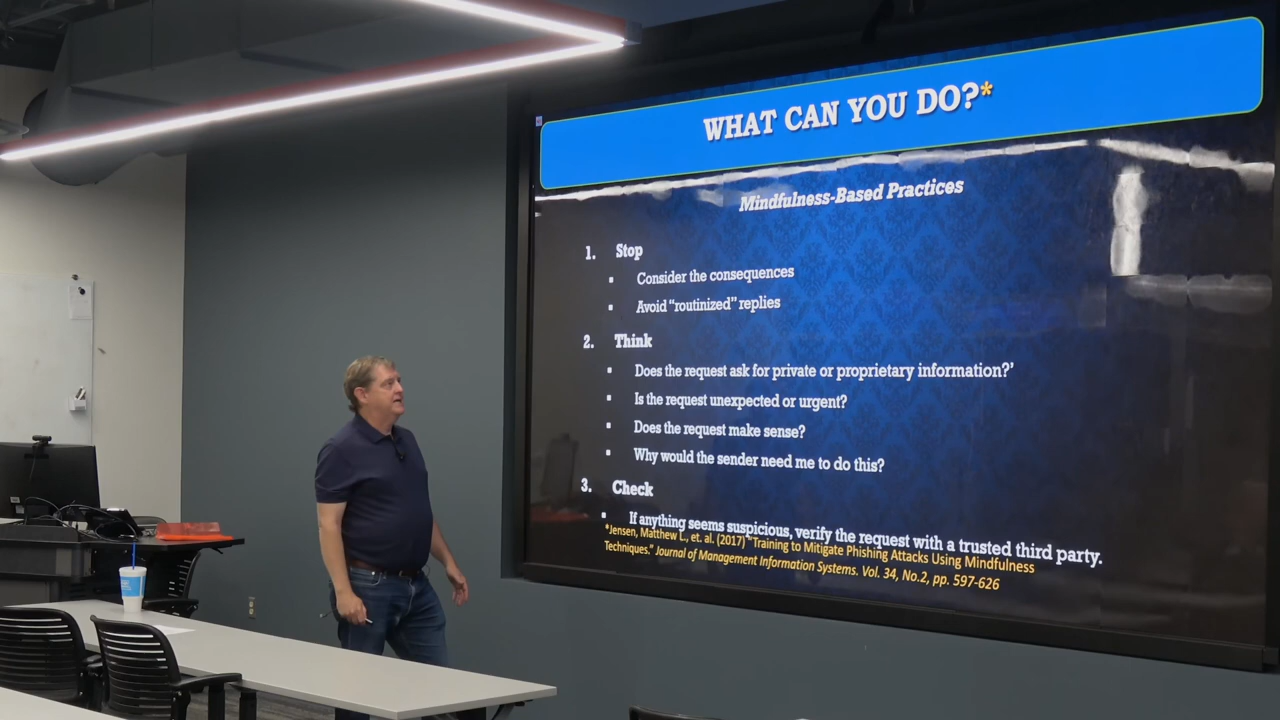 WHAT CAN YOU DO?*
Mindfulness-Based Practices
1. Stop
▪ Consider the consequences
▪ Avoid "routinized" replies
2. Think
▪ Does the request ask for private or proprietary information?'
▪ Is the request unexpected or urgent?
▪ Does the request make sense?
▪ Why would the sender need me to do this?
3. Check
▪ If anything seems suspicious, verify the request with a trusted third party.
*Jensen, Matthew L., et. al. (2017) "Training to Mitigate Phishing Attacks Using Mindfulness
Techniques." Journal of Management Information Systems. Vol. 34, No.2, pp. 597-626